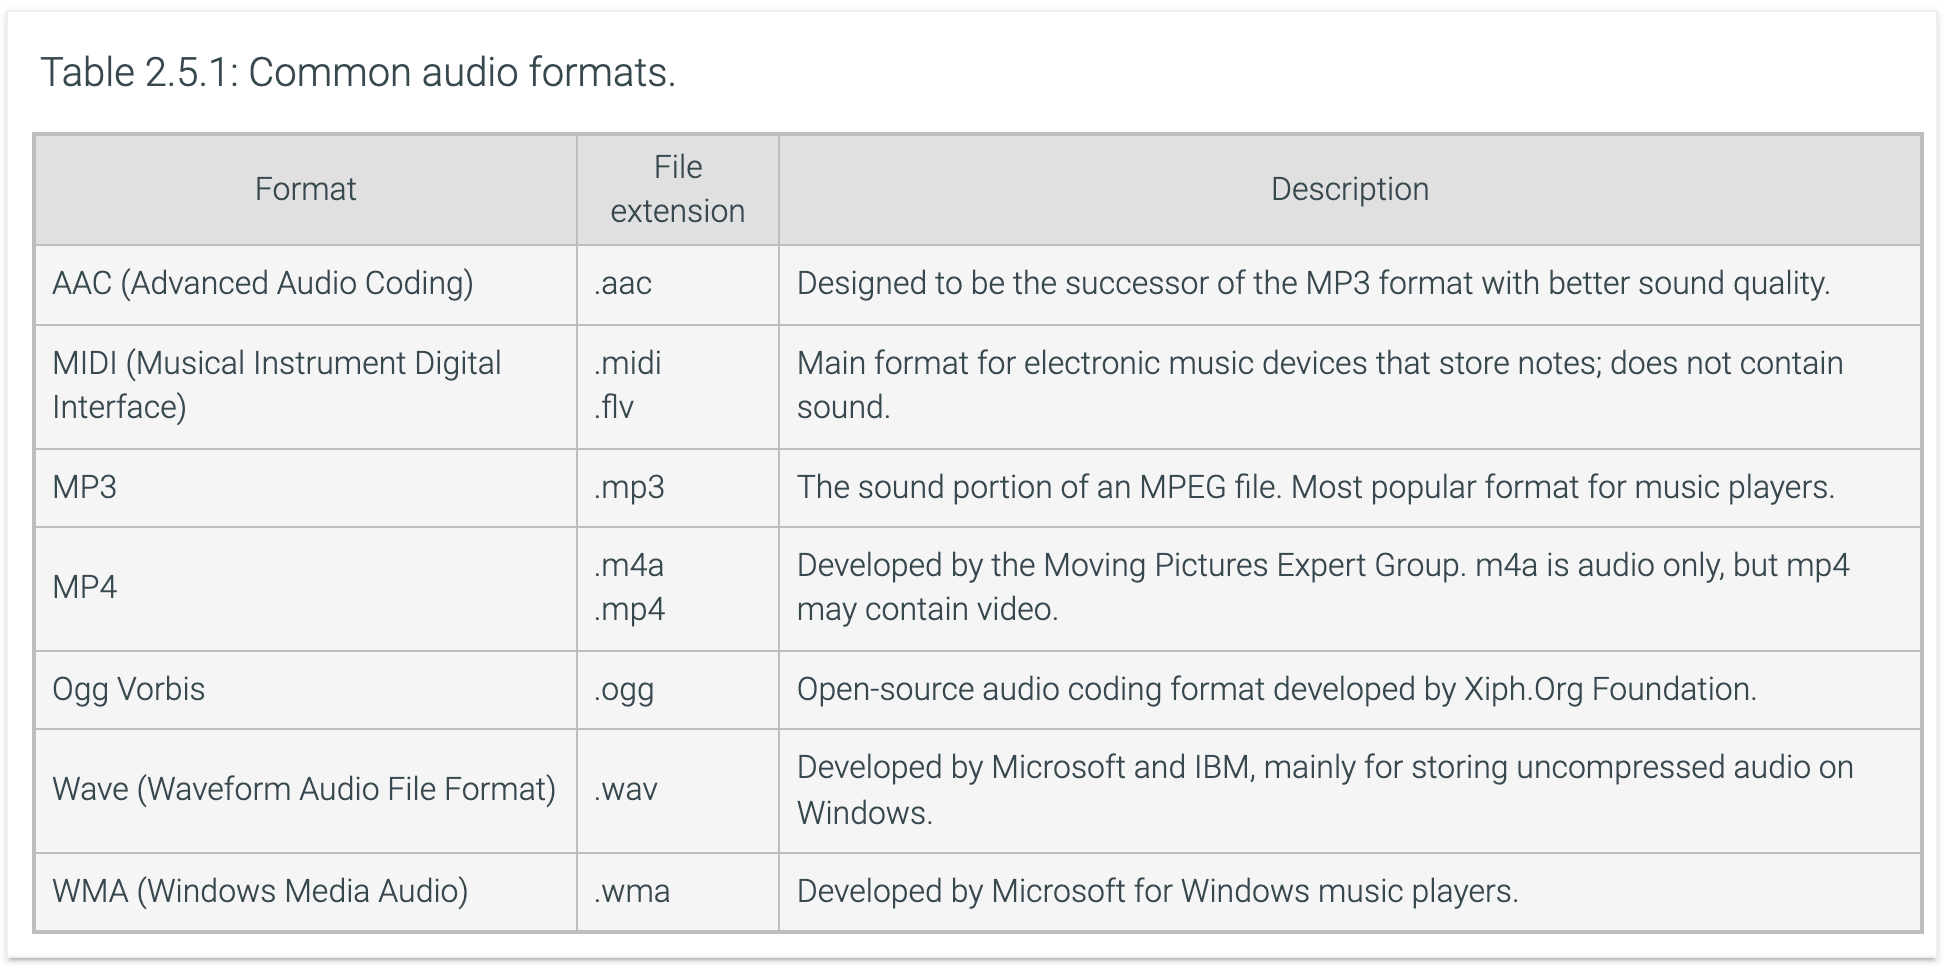 Table 2.5.1: Common audio formats.
Format
File
extension
Description
AAC (Advanced Audio Coding)
.aac
Designed to be the successor of the MP3 format with better sound quality.
MIDI (Musical Instrument Digital
Interface)
.midi
.flv
Main format for electronic music devices that store notes; does not contain
sound.
MP3
.mp3
The sound portion of an MPEG file. Most popular format for music players.
MP4
.m4a
.mp4
Developed by the Moving Pictures Expert Group. m4a is audio only, but mp4
may contain video.
Ogg Vorbis
.ogg
Open-source audio coding format developed by Xiph.Org Foundation.
Wave (Waveform Audio File Format)
.wav
Developed by Microsoft and IBM, mainly for storing uncompressed audio on
Windows.
WMA (Windows Media Audio)
.wma
Developed by Microsoft for Windows music players.